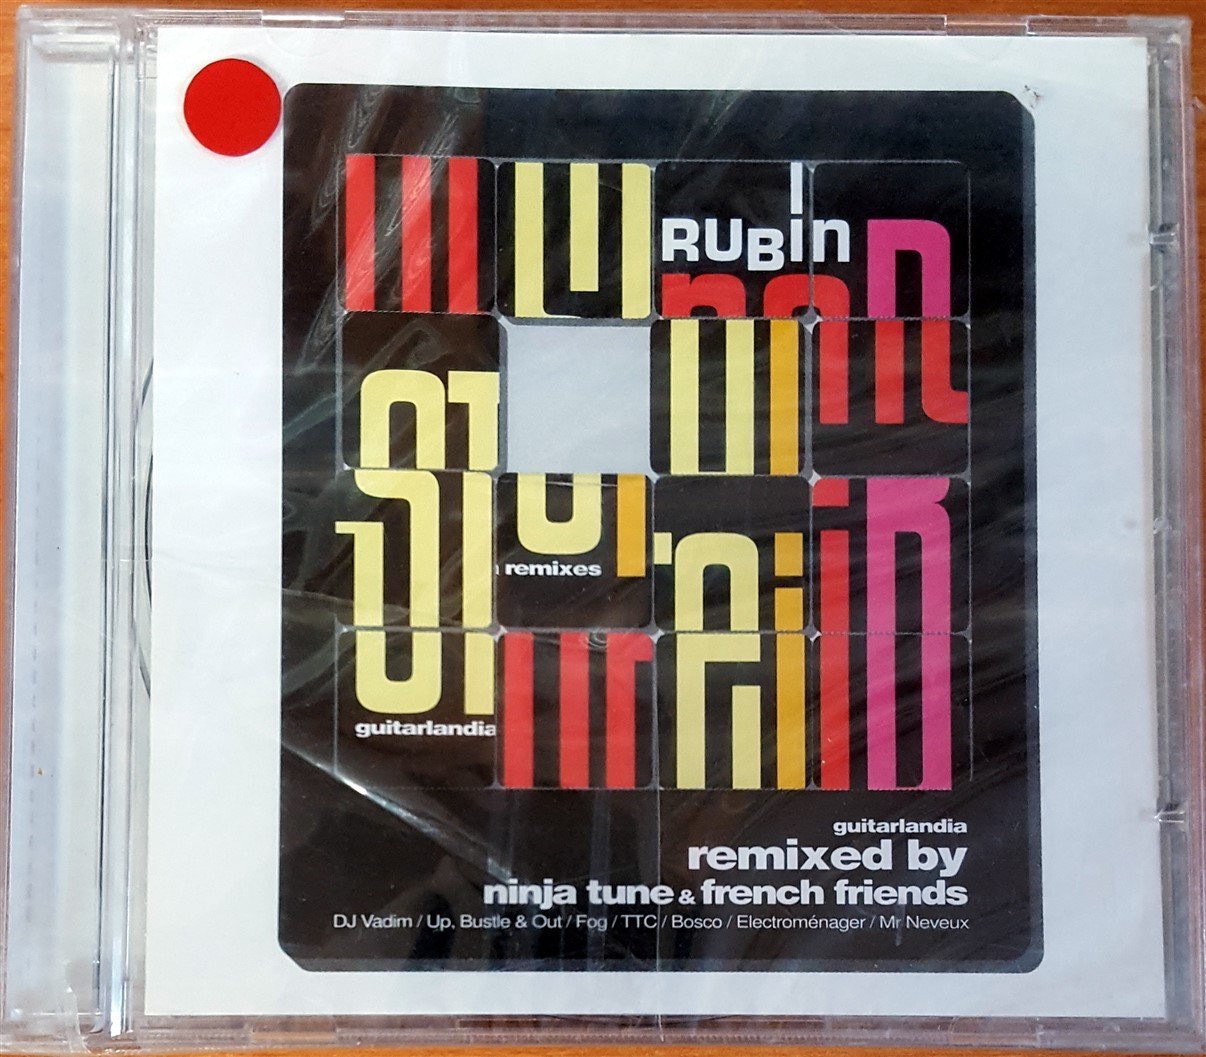 RUBin
remixes
guitarlandia
guitarlandia
remixed by
ninja tune & french friends
DJ Vadim / Up, Bustle & Out / Fog / TTC / Bosco / Electroménager / Mr Neveux